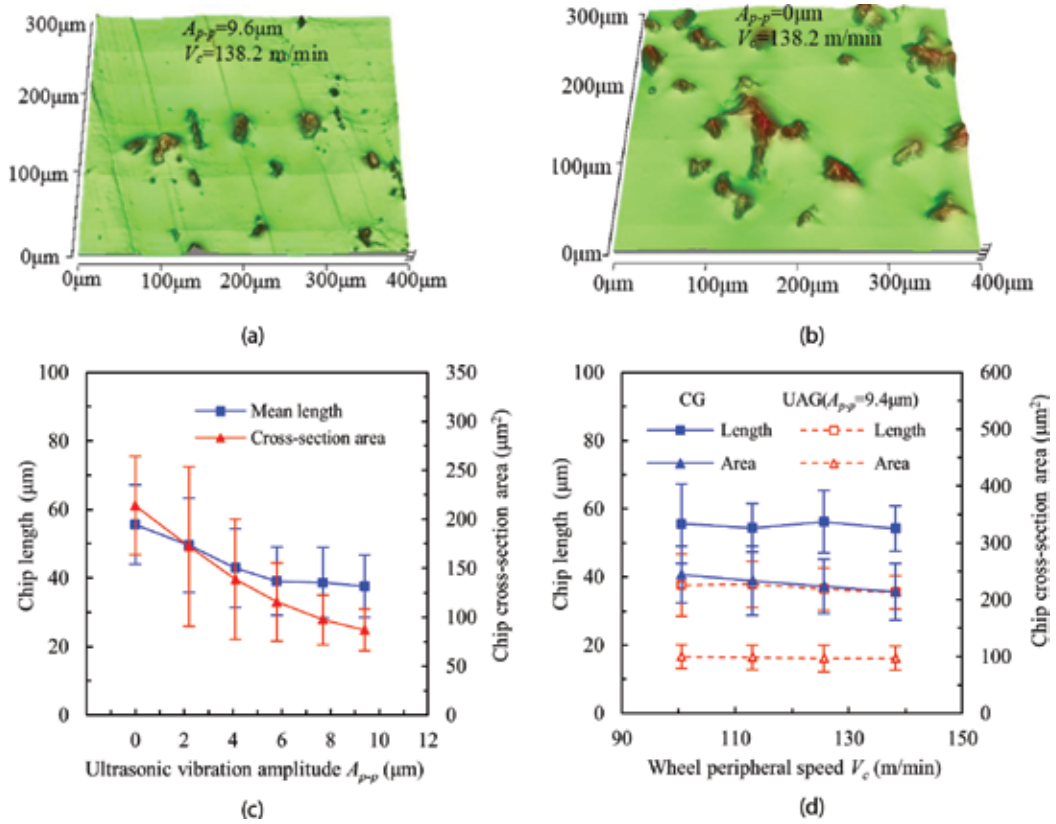 300μm
A_p-p=9.6μm
V_c=138.2 m/min
200μm
100μm
0μm
0μm 100μm 200μm 300μm 400μm
(a)
300μm
A_p-p=0μm
V_c=138.2 m/min
200μm
100μm
0μm
0μm 100μm 200μm 300μm 400μm
(b)
100 350
Mean length
Cross-section area
300
80
250
60 200
150
40
100
20
50
0 0
Chip length (μm)
Chip cross-section area (μm²)
0 2 4 6 8 10 12
Ultrasonic vibration amplitude A_p-p (μm)
(c)
100 600
CG UAG(A_p-p=9.4μm)
Length Length
Area Area
500
80
400
60
300
40
200
20 100
0 0
Chip length (μm)
Chip cross-section area (μm²)
90 110 130 150
Wheel peripheral speed V_c (m/min)
(d)